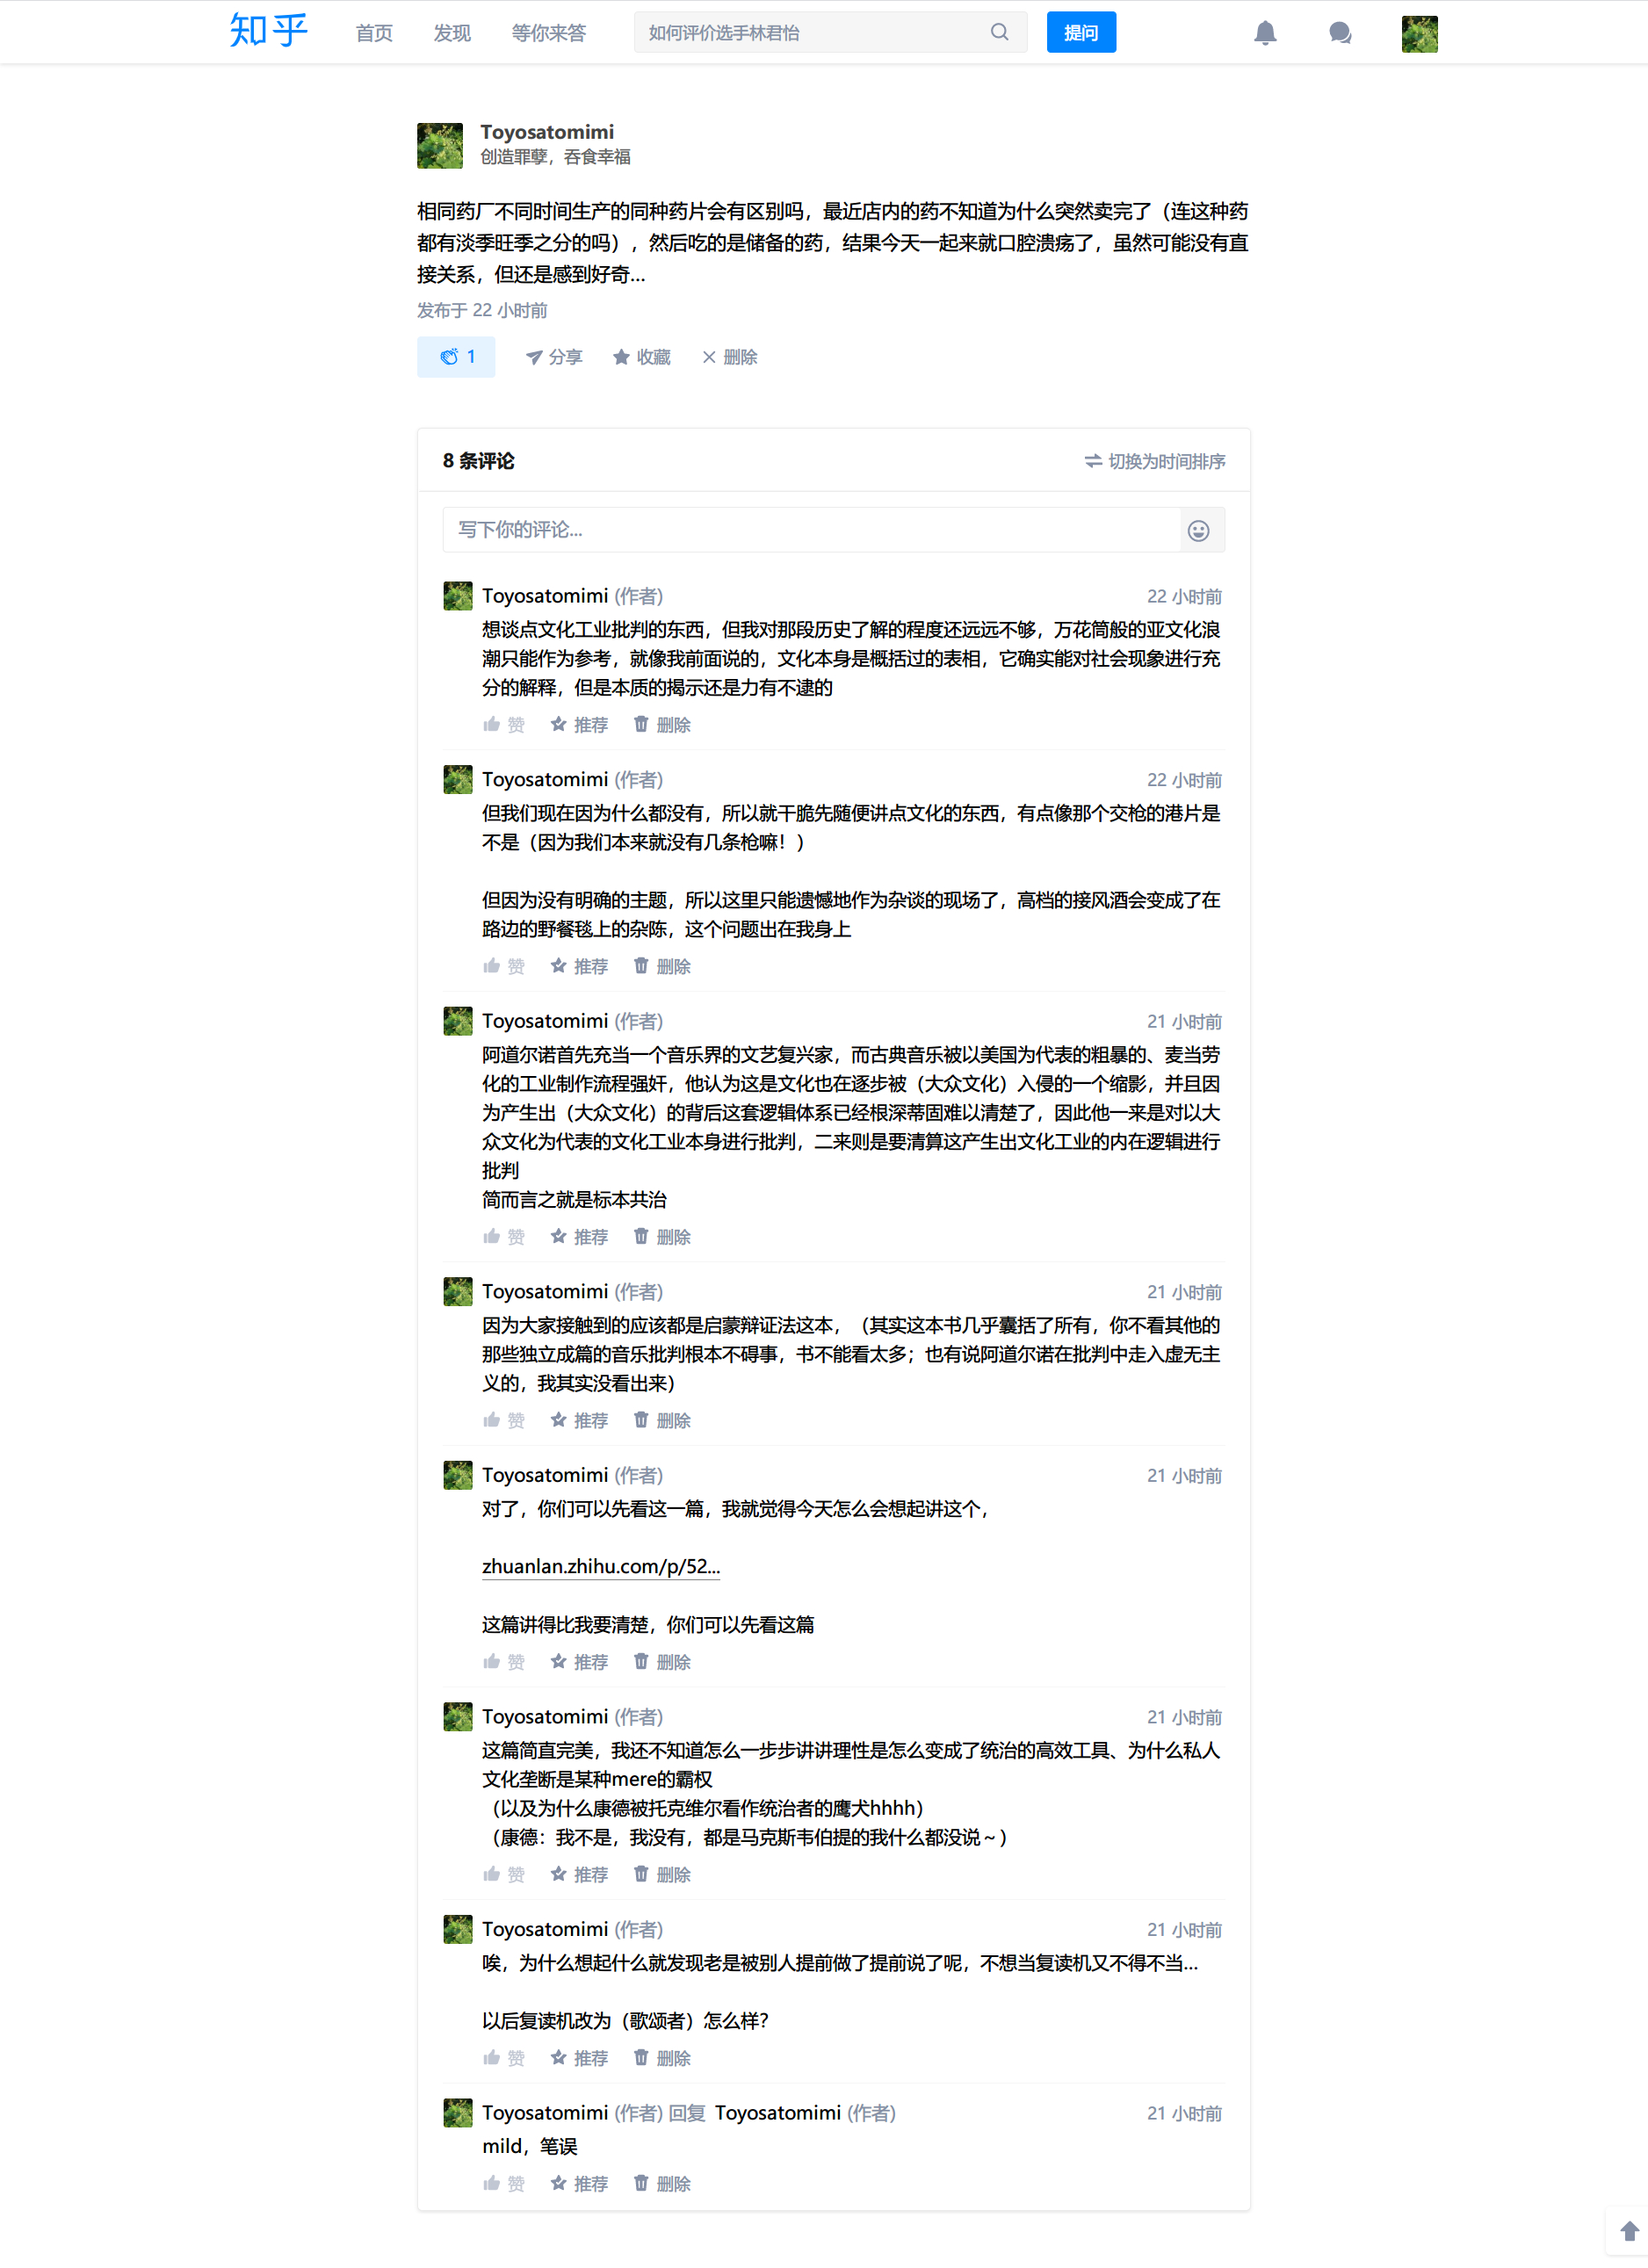 知乎 首页 发现 等你来答 如何评价选手林君怡 提问
Toyosatomimi
创造罪孽，吞食幸福
相同药厂不同时间生产的同种药片会有区别吗，最近店内的药不知道为什么突然卖完了（连这种药
都有淡季旺季之分的吗），然后吃的是储备的药，结果今天一起来就口腔溃疡了，虽然可能没有直
接关系，但还是感到好奇...
发布于 22 小时前
1 分享 收藏 删除
8 条评论 切换为时间排序
写下你的评论...
Toyosatomimi (作者) 22 小时前
想谈点文化工业批判的东西，但我对那段历史了解的程度还远远不够，万花筒般的亚文化浪
潮只能作为参考，就像我前面说的，文化本身是概括过的表相，它确实能对社会现象进行充
分的解释，但是本质的揭示还是力有不逮的
赞 推荐 删除
Toyosatomimi (作者) 22 小时前
但我们现在因为什么都没有，所以就干脆先随便讲点文化的东西，有点像那个交枪的港片是
不是（因为我们本来就没有几条枪嘛！）
但因为没有明确的主题，所以这里只能遗憾地作为杂谈的现场了，高档的接风酒会变成了在
路边的野餐毯上的杂陈，这个问题出在我身上
赞 推荐 删除
Toyosatomimi (作者) 21 小时前
阿道尔诺首先充当一个音乐界的文艺复兴家，而古典音乐被以美国为代表的粗暴的、麦当劳
化的工业制作流程强奸，他认为这是文化也在逐步被（大众文化）入侵的一个缩影，并且因
为产生出（大众文化）的背后这套逻辑体系已经根深蒂固难以清楚了，因此他一来是对以大
众文化为代表的文化工业本身进行批判，二来则是要清算这产生出文化工业的内在逻辑进行
批判
简而言之就是标本共治
赞 推荐 删除
Toyosatomimi (作者) 21 小时前
因为大家接触到的应该都是启蒙辩证法这本，（其实这本书几乎囊括了所有，你不看其他的
那些独立成篇的音乐批判根本不碍事，书不能看太多；也有说阿道尔诺在批判中走入虚无主
义的，我其实没看出来）
赞 推荐 删除
Toyosatomimi (作者) 21 小时前
对了，你们可以先看这一篇，我就觉得今天怎么会想起讲这个，
zhuanlan.zhihu.com/p/52...
这篇讲得比我要清楚，你们可以先看这篇
赞 推荐 删除
Toyosatomimi (作者) 21 小时前
这篇简直完美，我还不知道怎么一步步讲讲理性是怎么变成了统治的高效工具、为什么私人
文化垄断是某种mere的霸权
（以及为什么康德被托克维尔看作统治者的鹰犬hhhh）
（康德：我不是，我没有，都是马克斯韦伯提的我什么都没说～）
赞 推荐 删除
Toyosatomimi (作者) 21 小时前
唉，为什么想起什么就发现老是被别人提前做了提前说了呢，不想当复读机又不得不当...
以后复读机改为（歌颂者）怎么样？
赞 推荐 删除
Toyosatomimi (作者) 回复 Toyosatomimi (作者) 21 小时前
mild，笔误
赞 推荐 删除